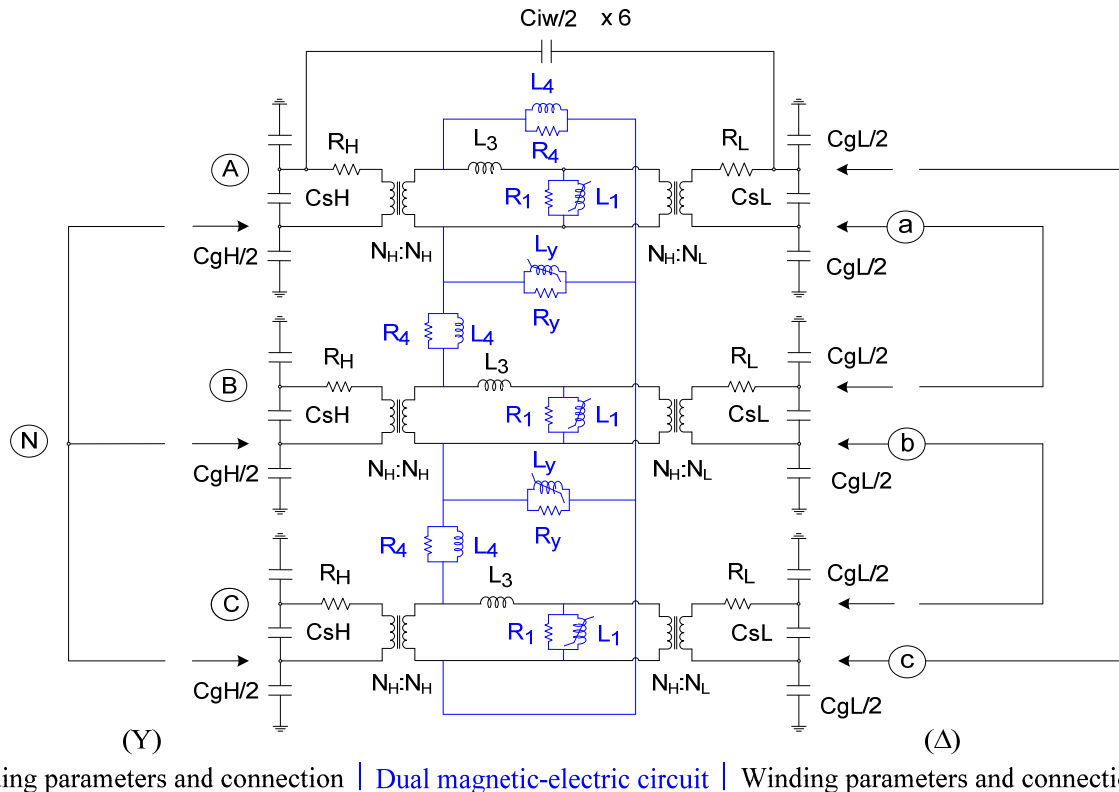 Ciw/2 x 6
L4
R4
RH
L3
RL
CgL/2
A
CsH
R1
L1
CsL
a
CgH/2
NH:NH
Ly
NH:NL
CgL/2
Ry
R4
L4
RH
L3
RL
CgL/2
B
CsH
R1
L1
CsL
N
b
CgH/2
NH:NH
Ly
NH:NL
CgL/2
Ry
R4
L4
RH
L3
RL
CgL/2
C
CsH
R1
L1
CsL
c
CgH/2
NH:NH
NH:NL
CgL/2
(Y)
(Δ)
ing parameters and connection | Dual magnetic-electric circuit | Winding parameters and connectio